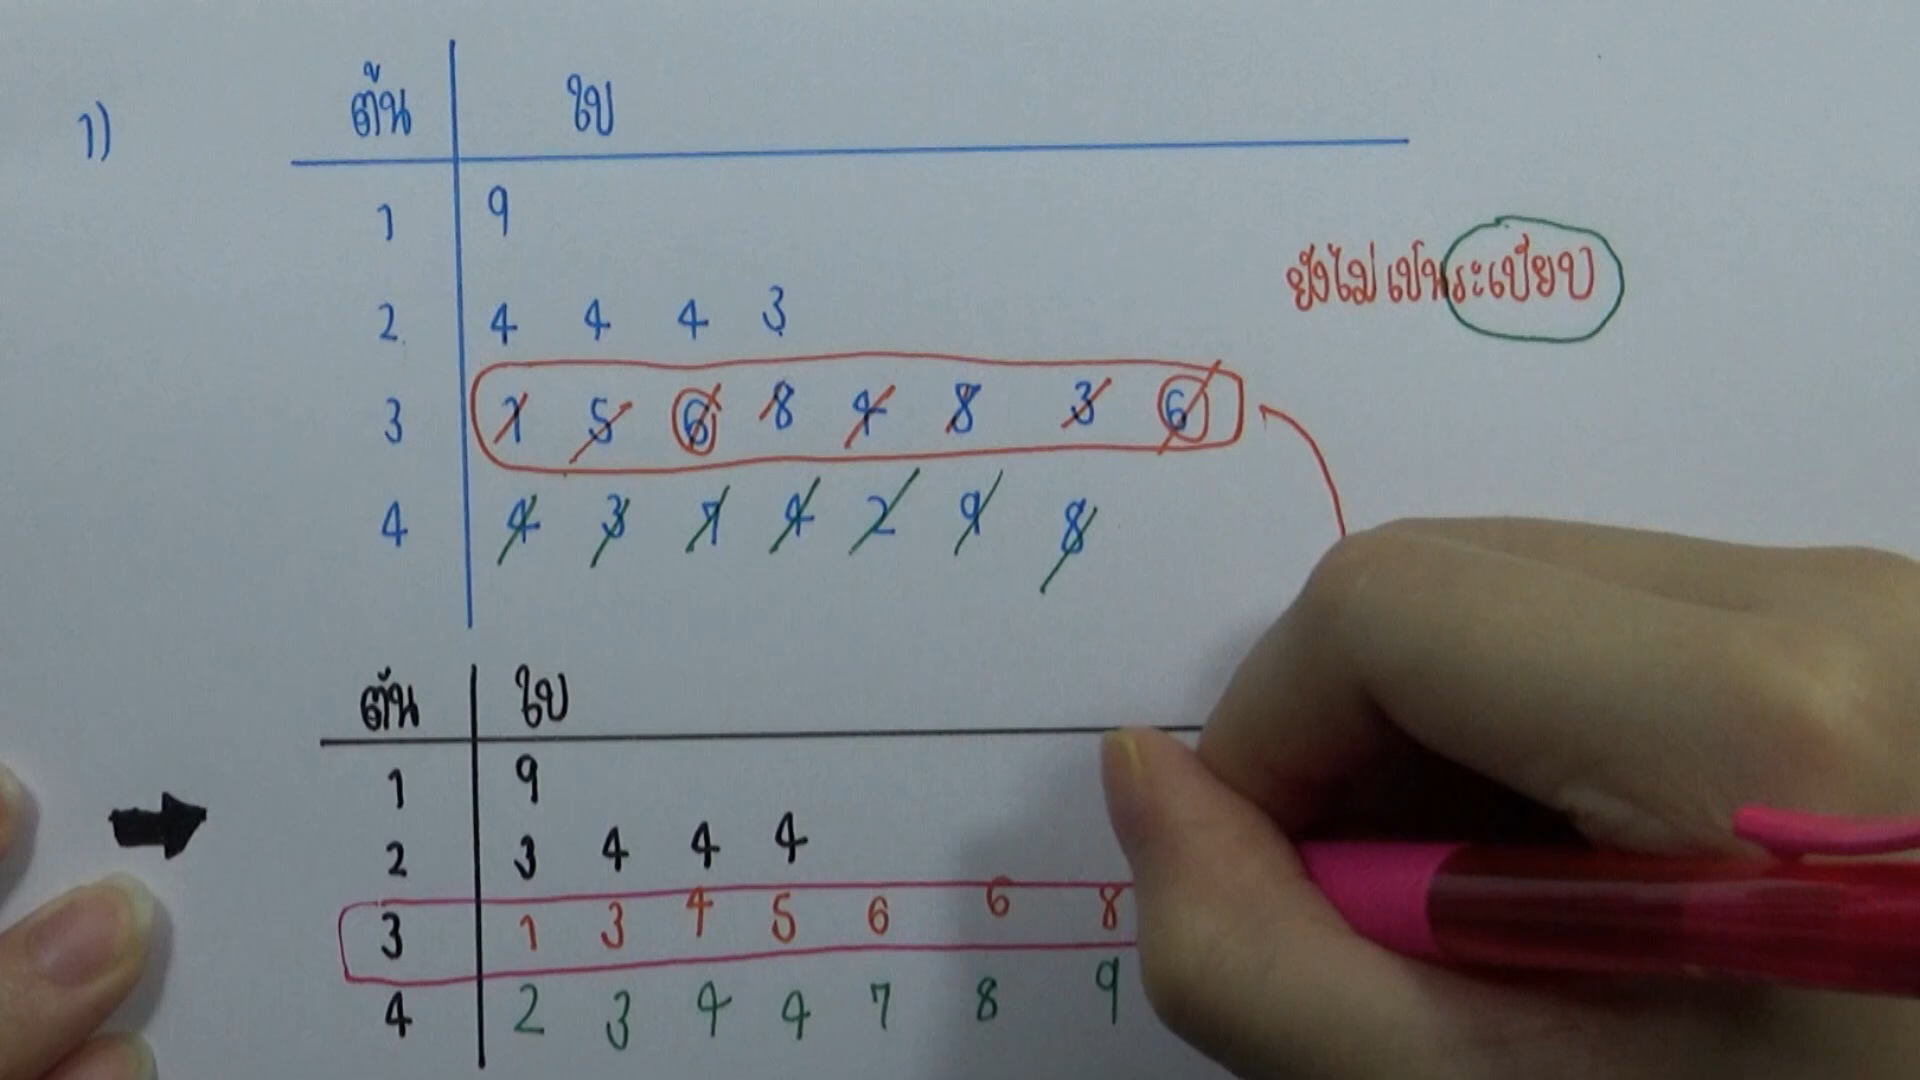 1)
ต้น ใบ
1 9
2 4 4 4 3
ยังไม่เป็นระเบียบ
3 1 5 6 8 4 8 3 6
4 4 3 7 4 2 9 8
ต้น ใบ
1 9
2 3 4 4 4
3 1 3 4 5 6 6 8
4 2 3 4 4 7 8 9